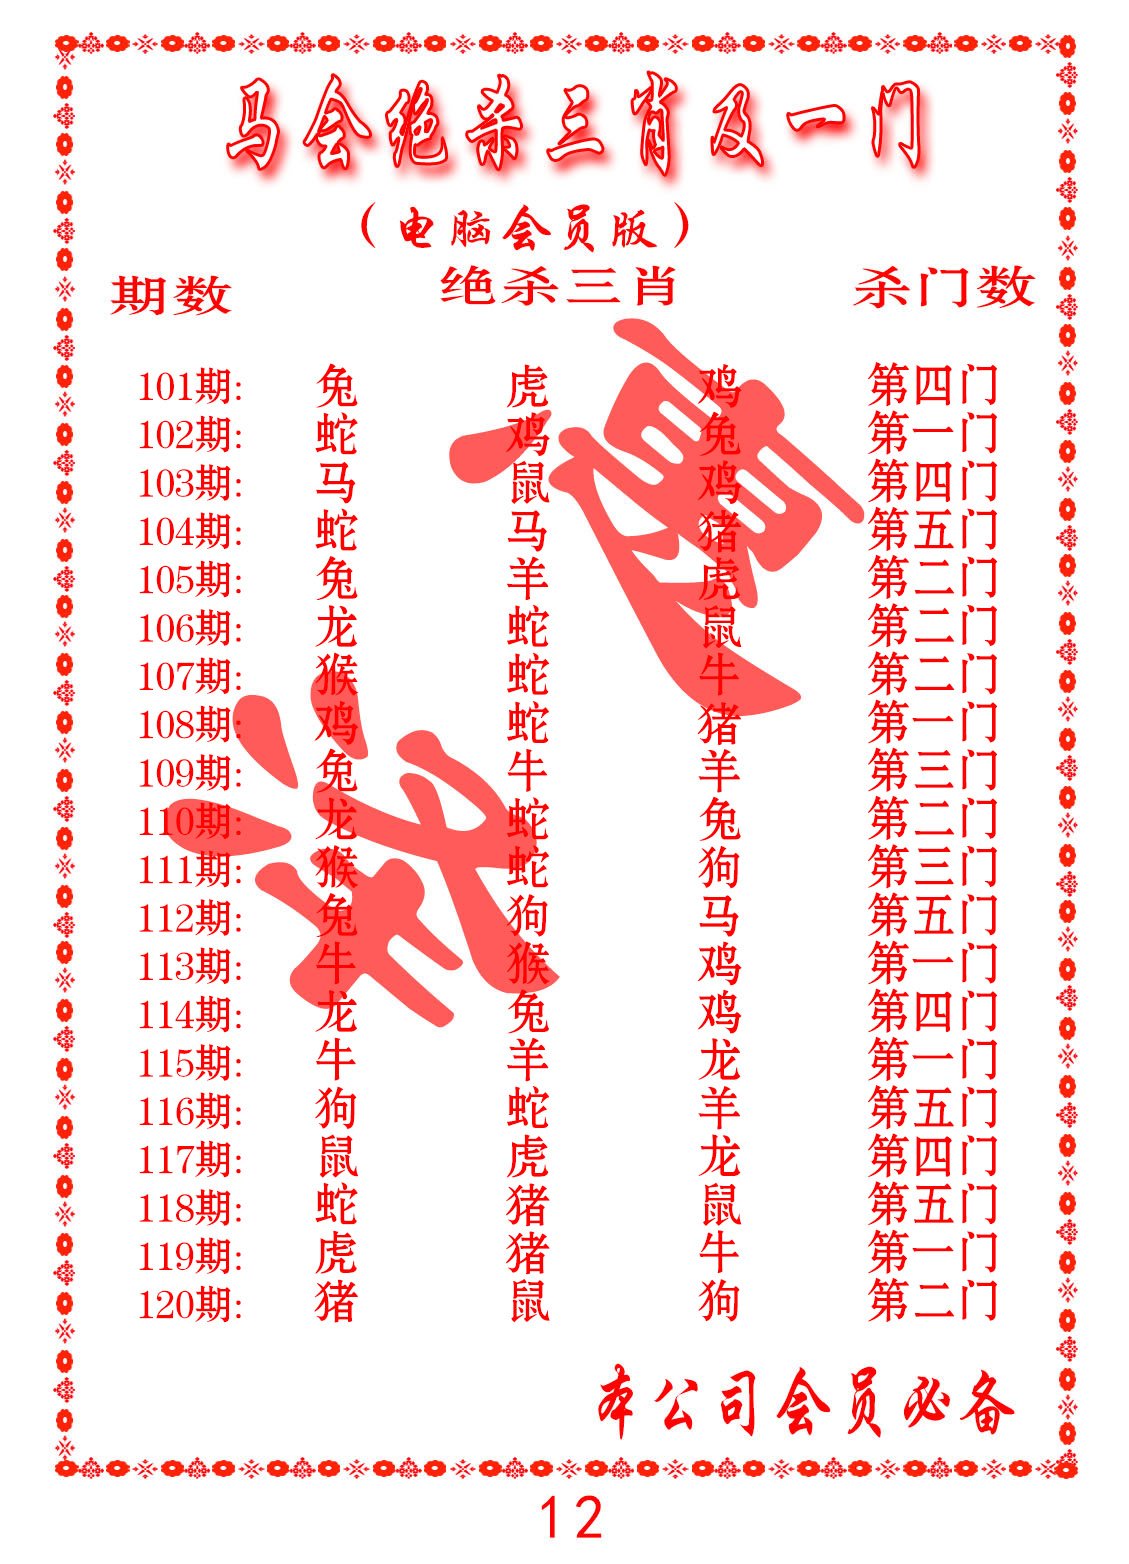 马会绝杀三肖及一门
（电脑会员版）
期数 绝杀三肖 杀门数
101期: 兔 虎 鸡 第四门
102期: 蛇 鸡 兔 第一门
103期: 马 鼠 鸡 第四门
104期: 蛇 马 猪 第五门
105期: 兔 羊 虎 第二门
106期: 龙 蛇 鼠 第二门
107期: 猴 蛇 牛 第二门
108期: 鸡 蛇 猪 第一门
109期: 兔 牛 羊 第三门
110期: 龙 蛇 兔 第二门
111期: 猴 蛇 狗 第三门
112期: 兔 狗 马 第五门
113期: 牛 猴 鸡 第一门
114期: 龙 兔 鸡 第四门
115期: 牛 羊 龙 第一门
116期: 狗 蛇 羊 第五门
117期: 鼠 虎 龙 第四门
118期: 蛇 猪 鼠 第五门
119期: 虎 猪 牛 第一门
120期: 猪 鼠 狗 第二门
本公司会员必备
12